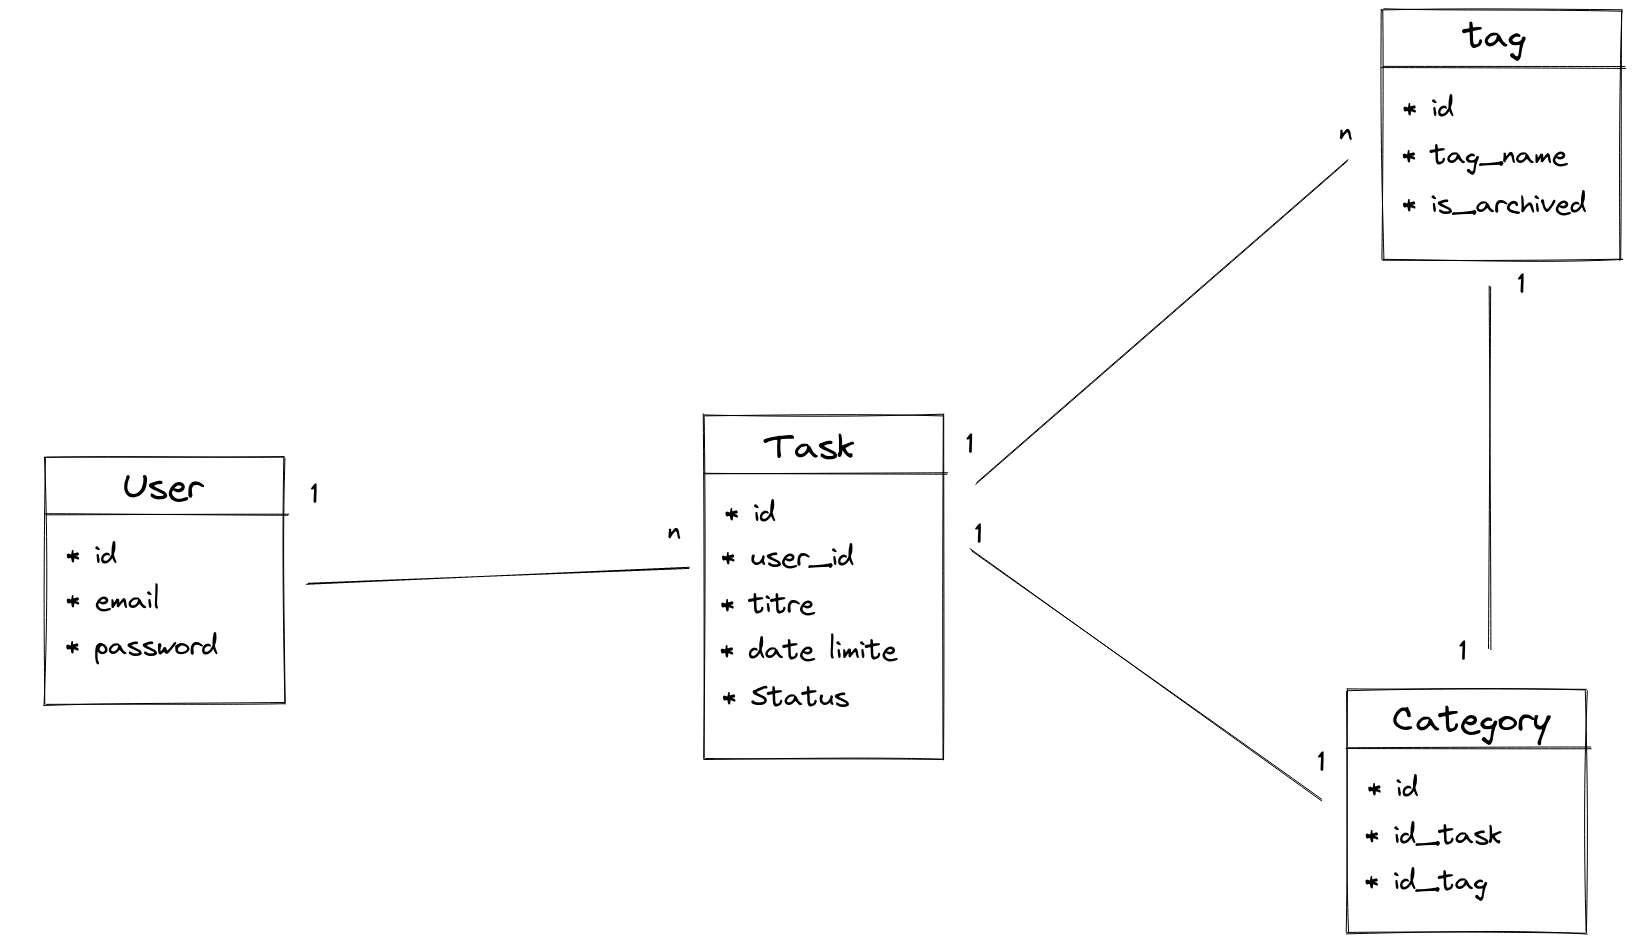 tag
* id
* tag_name
* is_archived
n
1
1
User
* id
* email
* password
1
n
Task
* id
* user_id
* titre
* date limite
* Status
1
1
1
Category
* id
* id_task
* id_tag
1